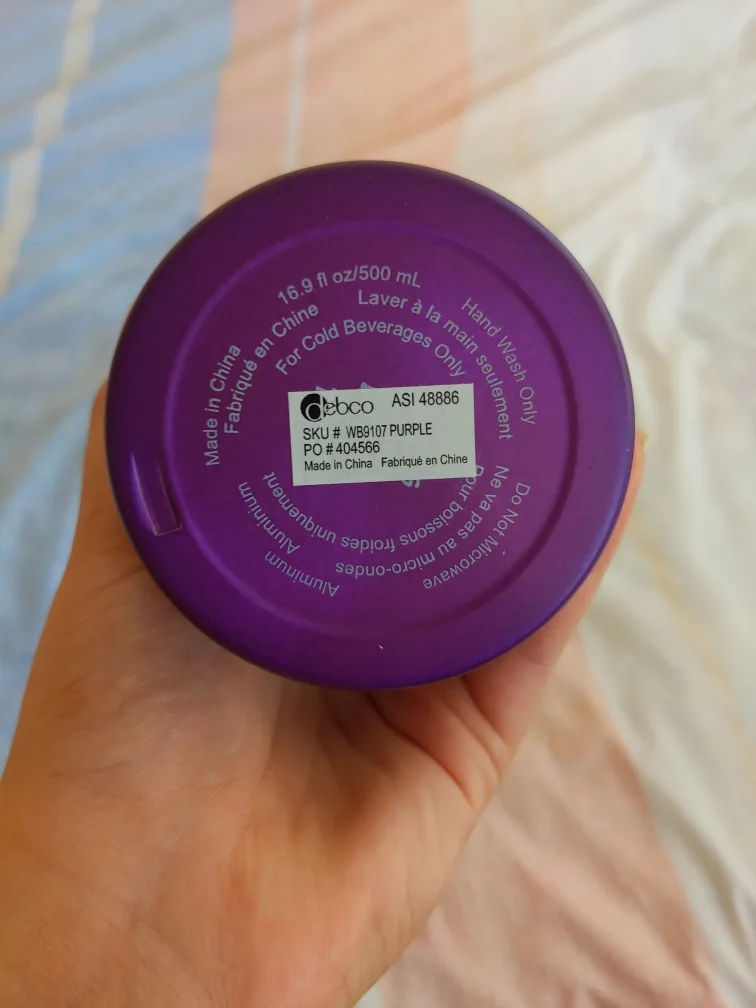 16.9 fl oz/500 mL
Hand Wash Only
Laver à la main seulement
Do Not Microwave
Ne va pas au micro-ondes
Aluminum
Aluminium
Made in China
Fabriqué en Chine
For Cold Beverages Only
Pour boissons froides uniquement
debco ASI 48886
SKU # WB9107 PURPLE
PO # 404566
Made in China Fabriqué en Chine